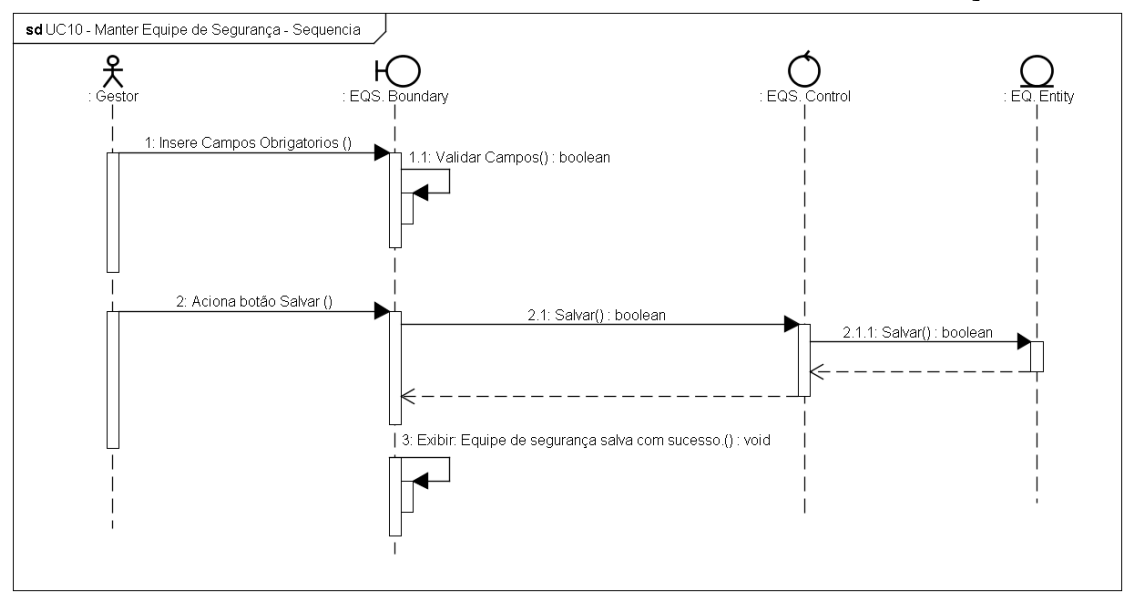 sd UC10 - Manter Equipe de Segurança - Sequencia
: Gestor
: EQS. Boundary
: EQS. Control
: EQ. Entity
1: Insere Campos Obrigatorios ()
1.1: Validar Campos() : boolean
2: Aciona botão Salvar ()
2.1: Salvar() : boolean
2.1.1: Salvar() : boolean
3: Exibir: Equipe de segurança salva com sucesso.() : void